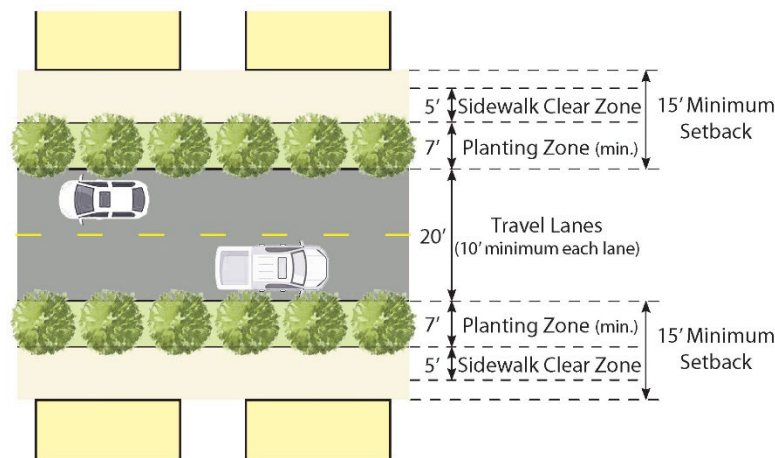 5′ Sidewalk Clear Zone
15′ Minimum
Setback
7′ Planting Zone (min.)
20′
Travel Lanes
(10′ minimum each lane)
7′ Planting Zone (min.)
15′ Minimum
Setback
5′ Sidewalk Clear Zone